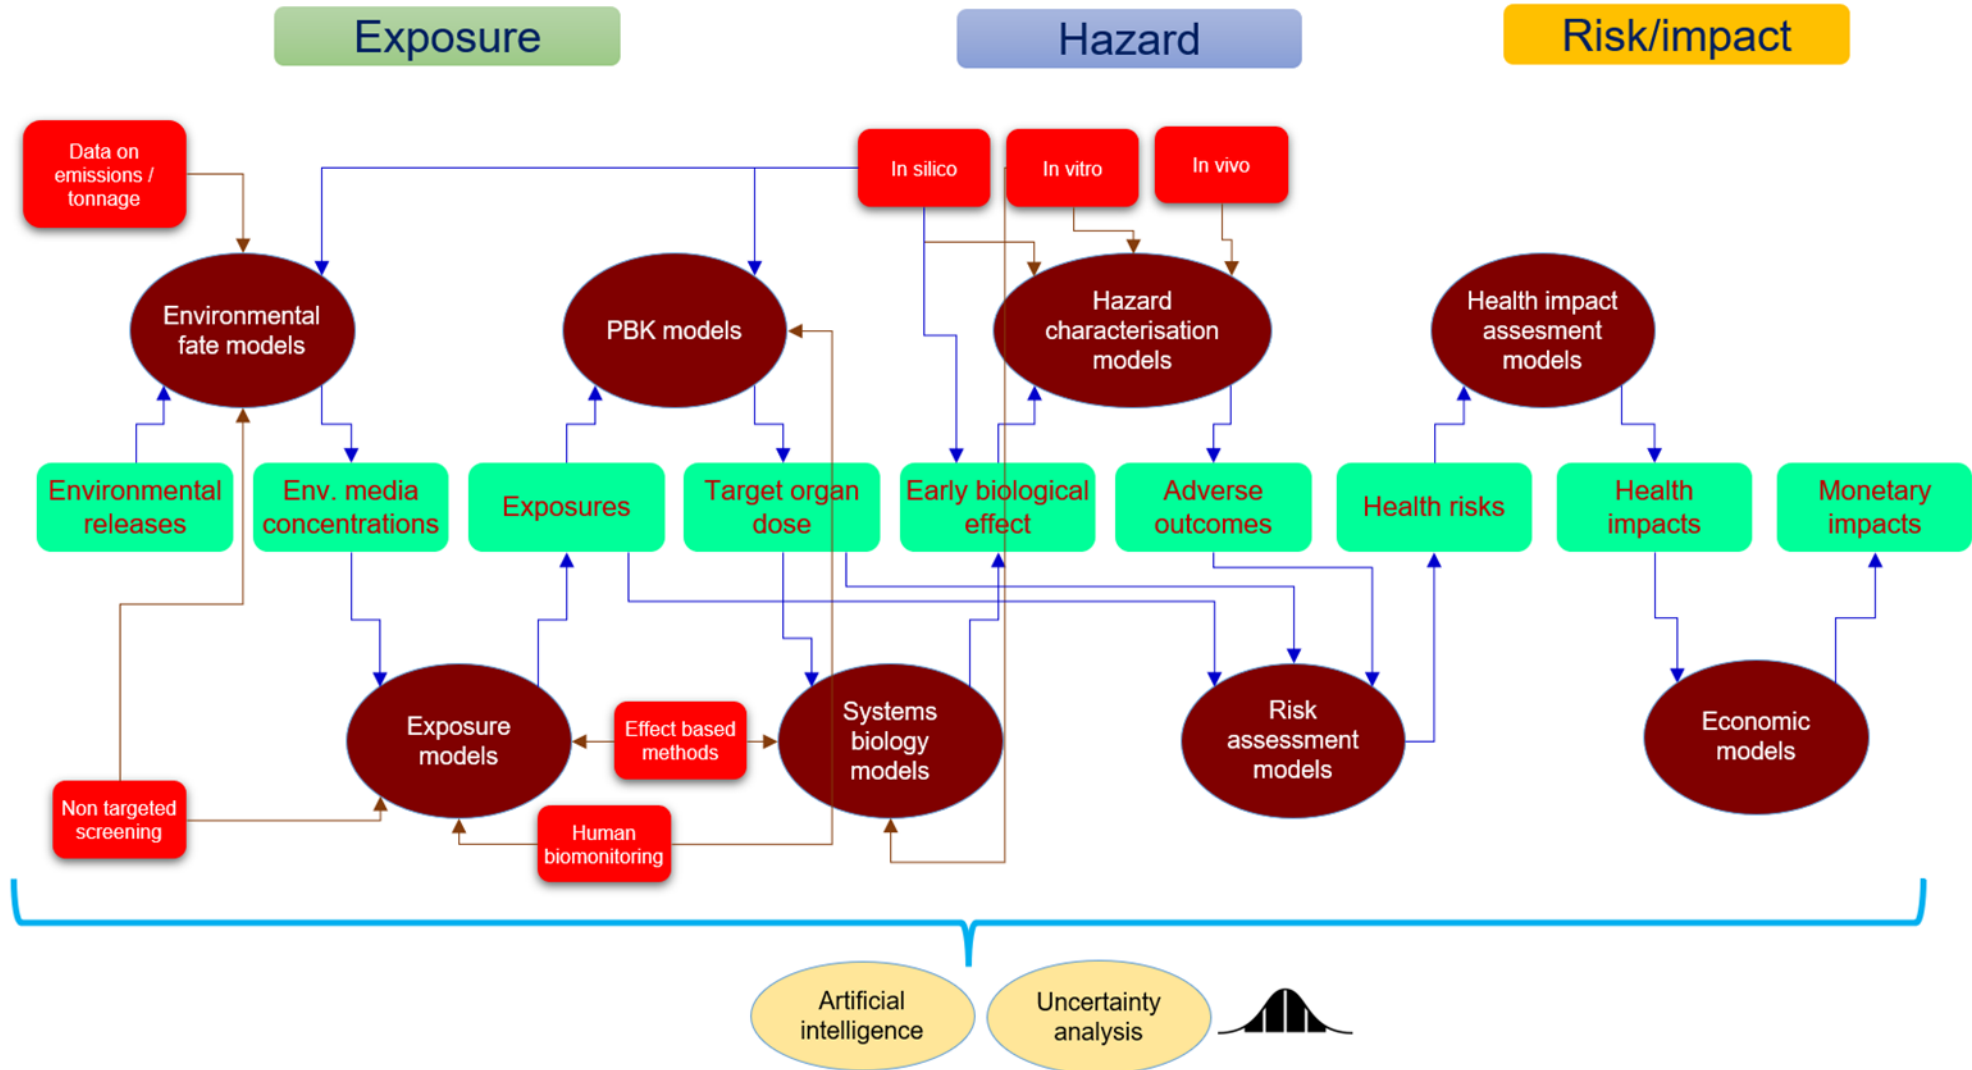 Exposure
Hazard
Risk/impact
Data on
emissions /
tonnage
In silico
In vitro
In vivo
Environmental
fate models
PBK models
Hazard
characterisation
models
Health impact
assesment
models
Environmental
releases
Env. media
concentrations
Exposures
Target organ
dose
Early biological
effect
Adverse
outcomes
Health risks
Health
impacts
Monetary
impacts
Exposure
models
Effect based
methods
Systems
biology
models
Risk
assessment
models
Economic
models
Non targeted
screening
Human
biomonitoring
Artificial
intelligence
Uncertainty
analysis